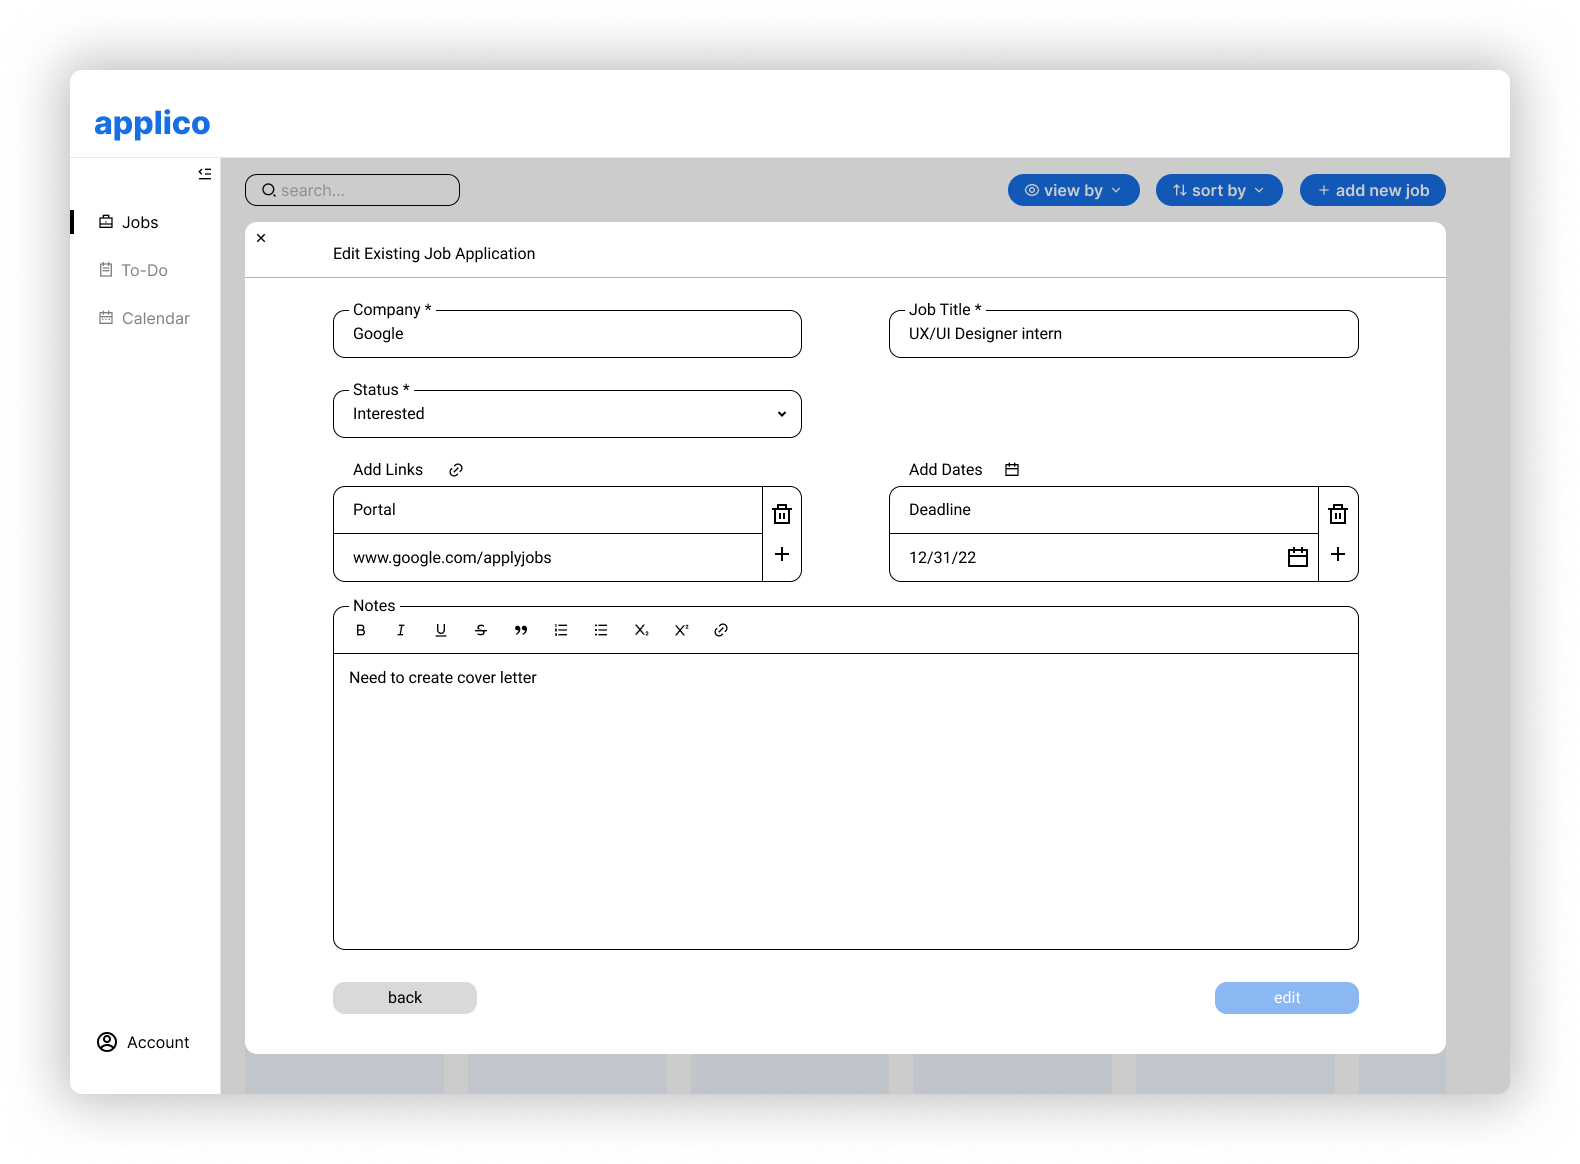 applico
search...
view by
sort by
+ add new job
Jobs
To-Do
Calendar
Edit Existing Job Application
Company *
Google
Job Title *
UX/UI Designer intern
Status *
Interested
Add Links
Portal
www.google.com/applyjobs
Add Dates
Deadline
12/31/22
Notes
B I U S ” X₂ X²
Need to create cover letter
back
edit
Account